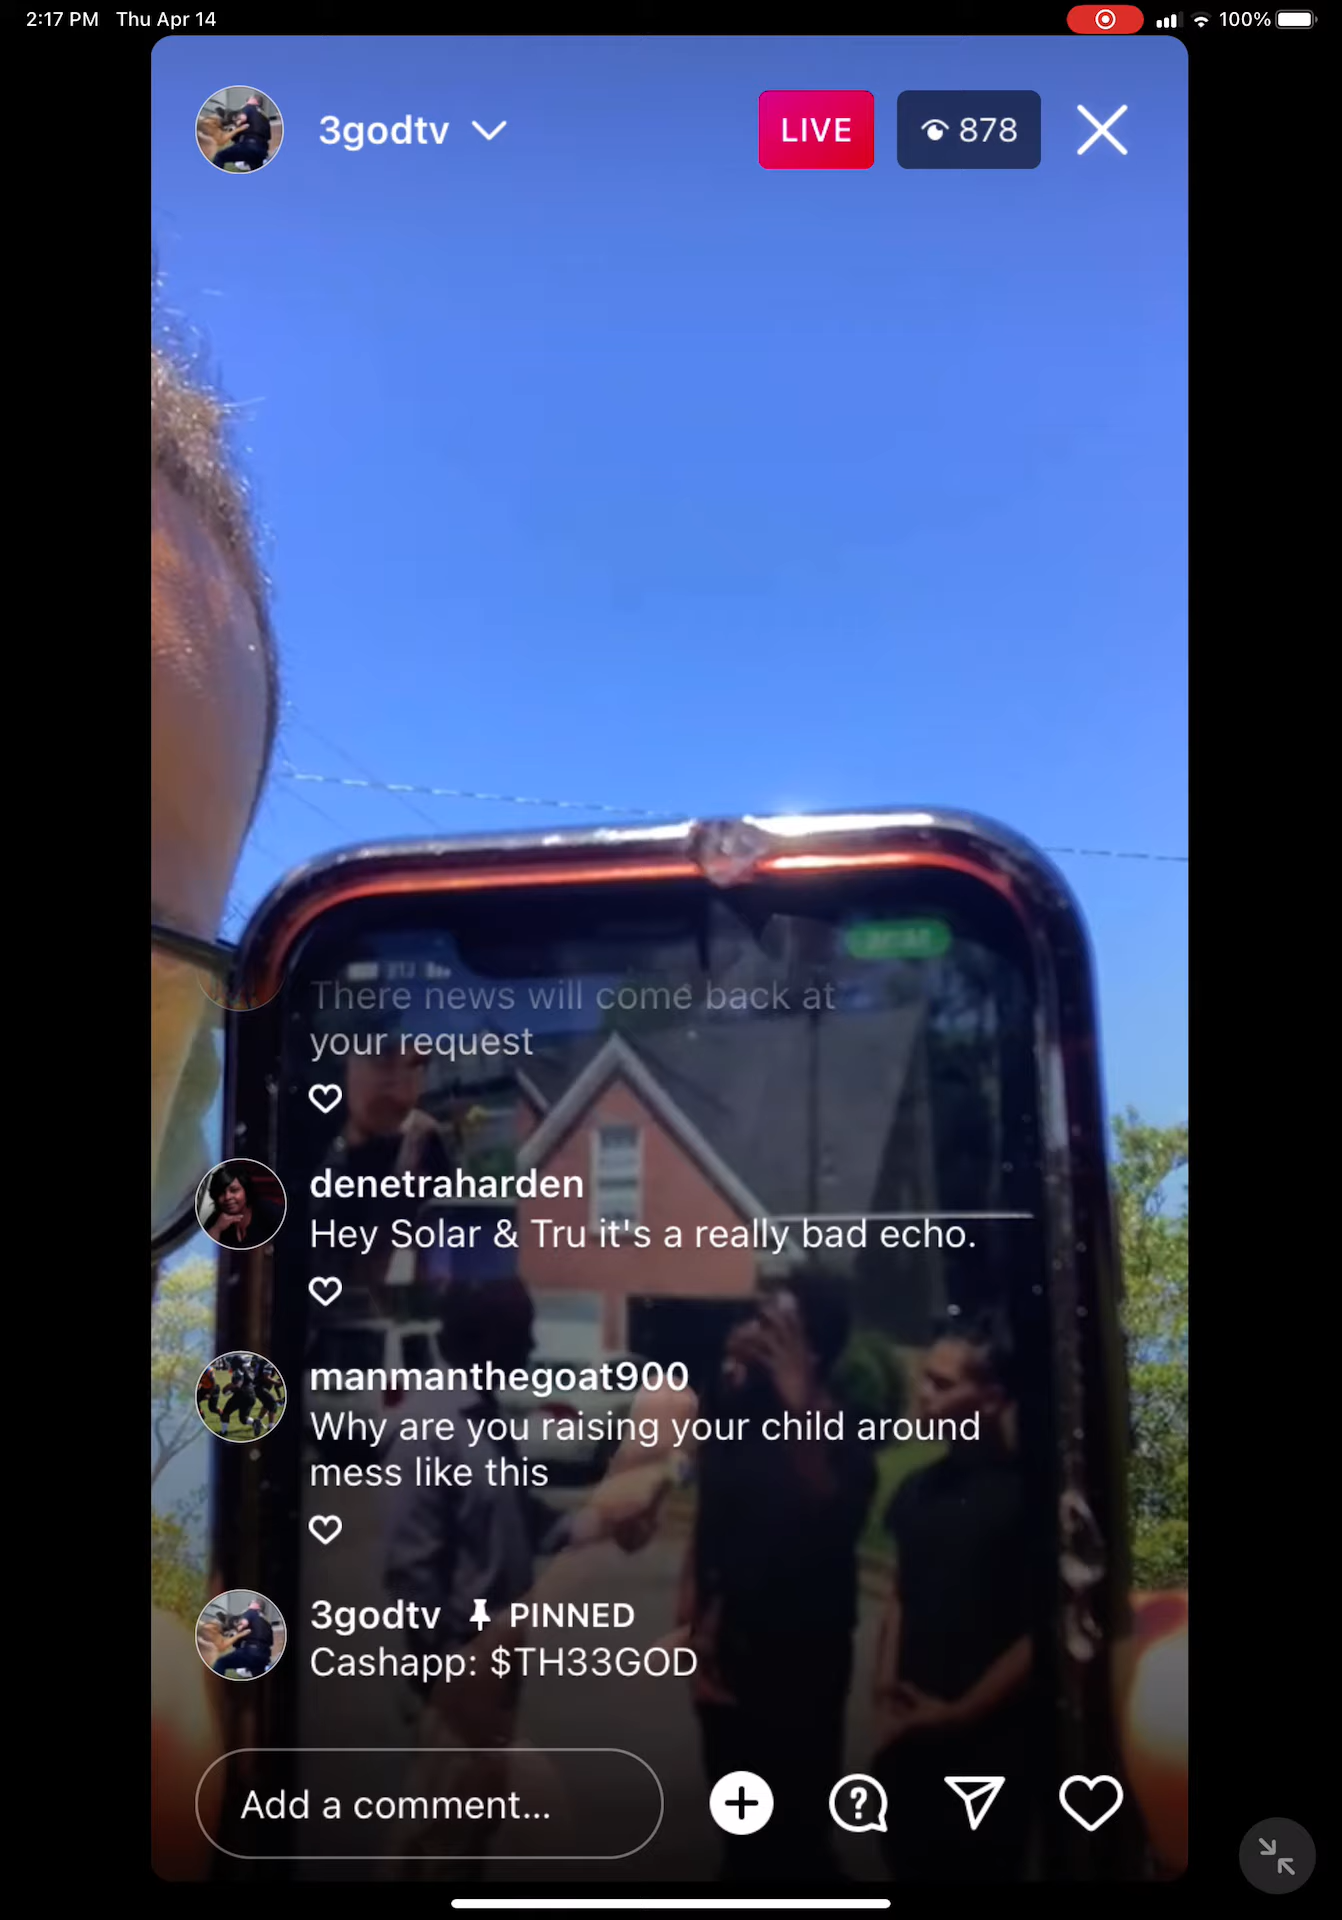 2:17 PM Thu Apr 14
100%
3godtv
LIVE
878
There news will come back at
your request
denetraharden
Hey Solar & Tru it's a really bad echo.
manmanthegoat900
Why are you raising your child around
mess like this
3godtv PINNED
Cashapp: $TH33GOD
Add a comment...